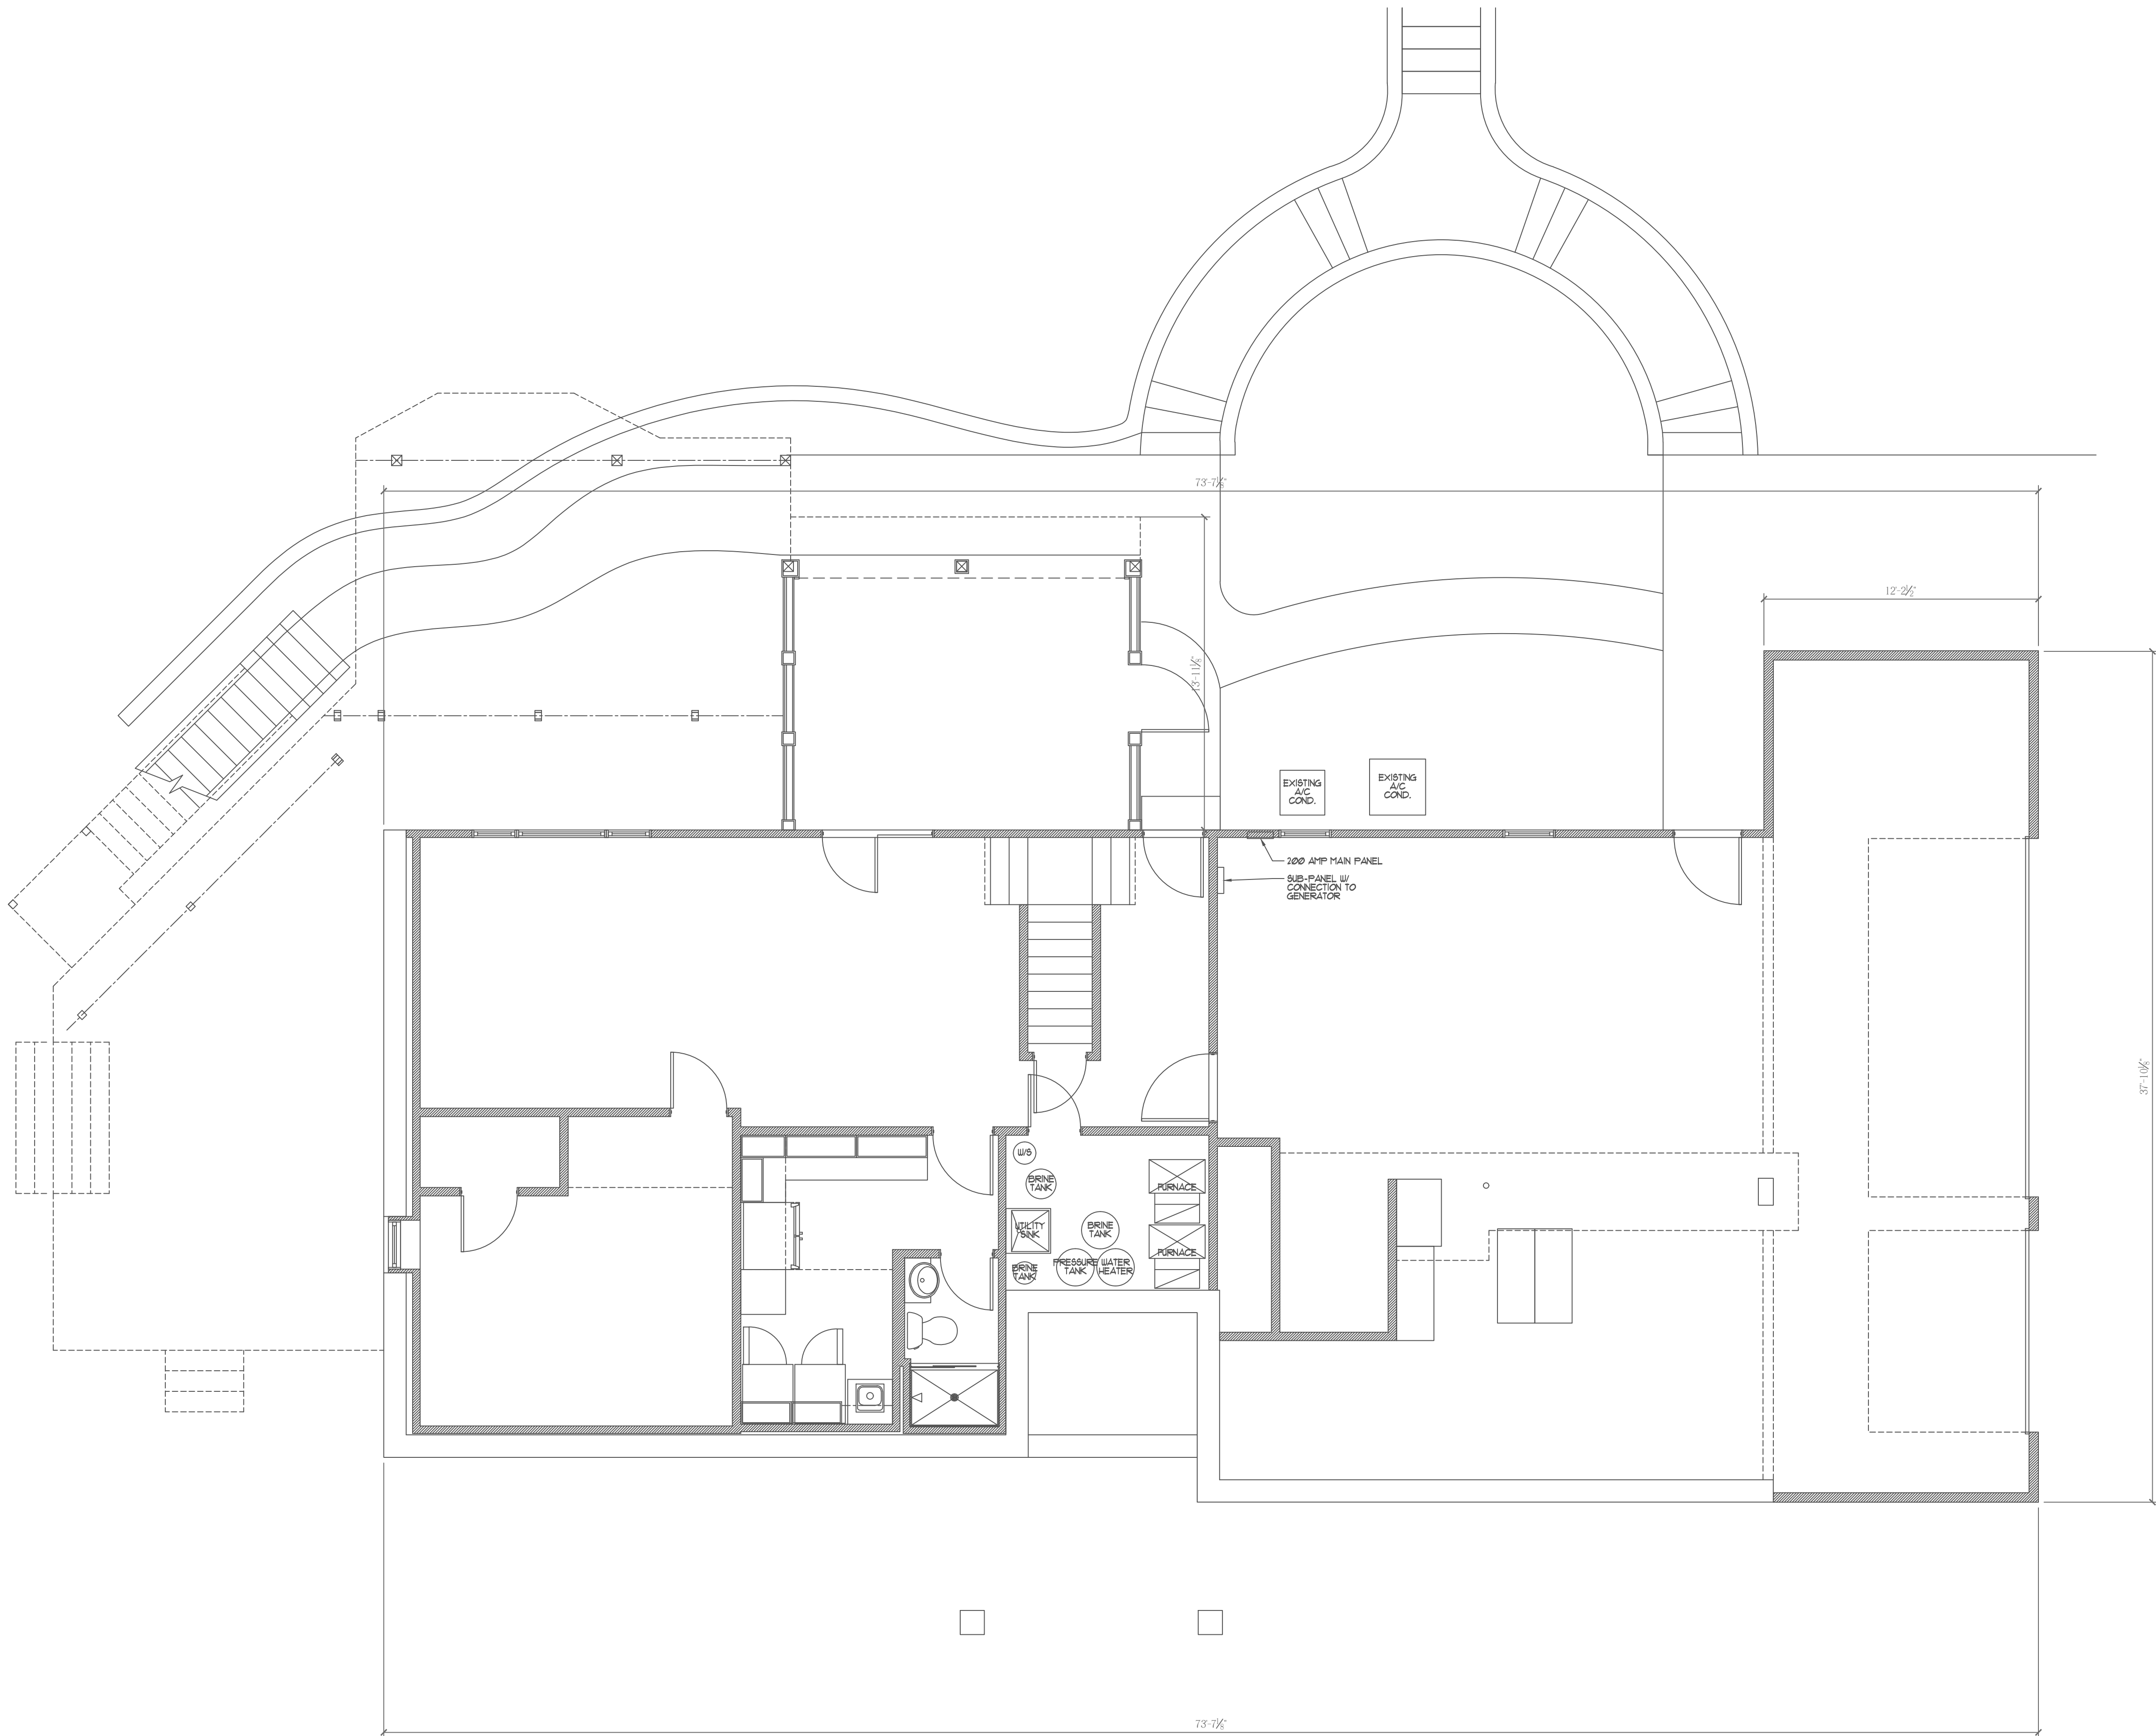 73'-7⅛"
12'-2½"
13'-11⅛"
EXISTING
A/C
COND.
EXISTING
A/C
COND.
200 AMP MAIN PANEL
SUB-PANEL W/
CONNECTION TO
GENERATOR
37'-10⅛"
W/S
BRINE
TANK
FURNACE
UTILITY
SINK
BRINE
TANK
FURNACE
PRESSURE
TANK
WATER
HEATER
BRINE
TANK
73'-7⅛"